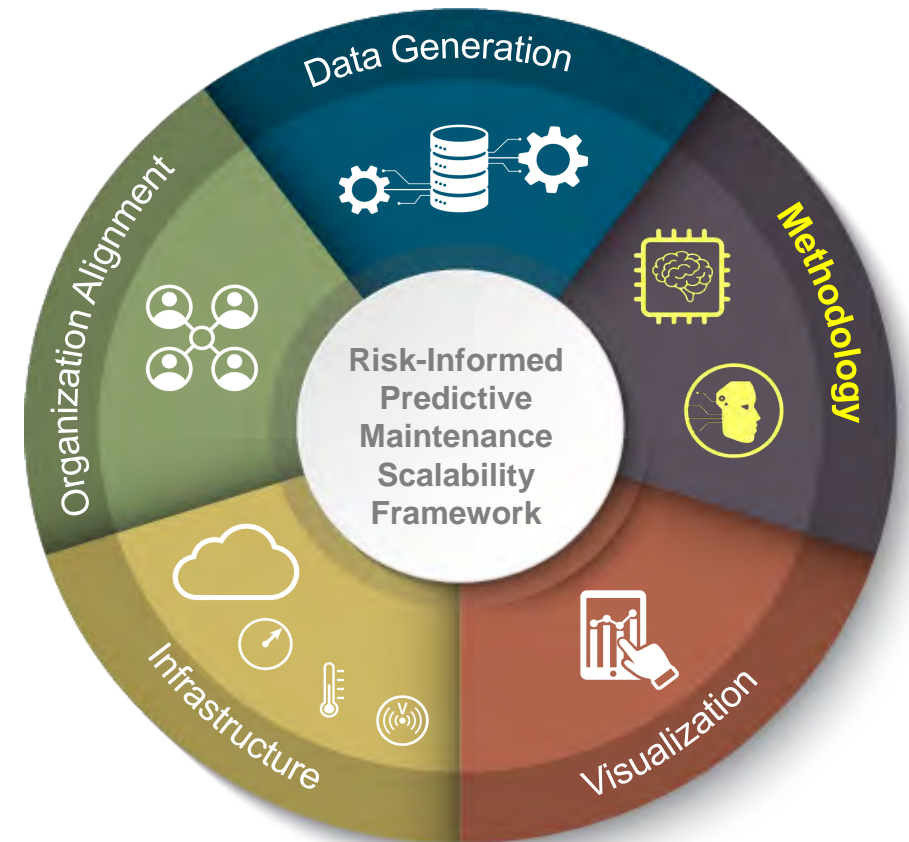 Data Generation
Methodology
Visualization
Infrastructure
Organization Alignment
Risk-Informed
Predictive
Maintenance
Scalability
Framework